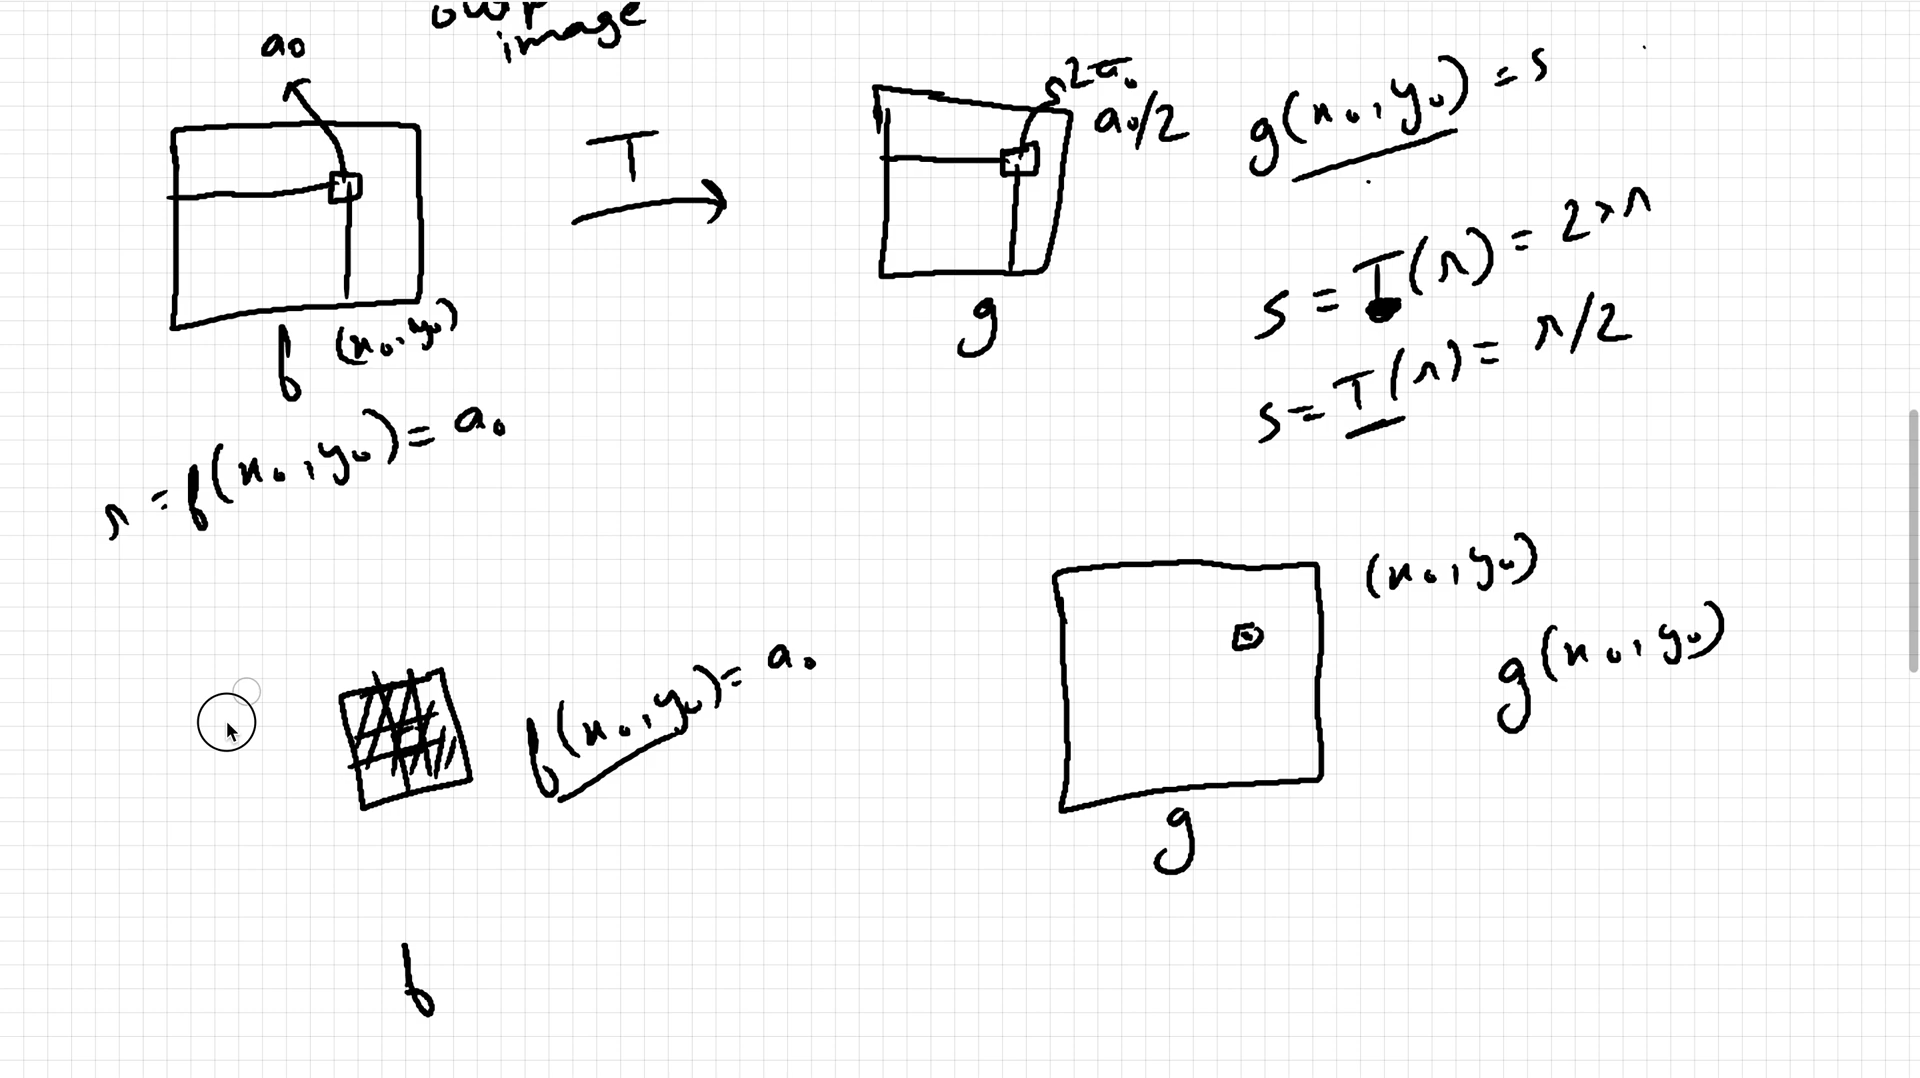 image
a₀
2a₀
a₀/2
g(x₀, y₀) = s
T
s = T(r) = 2 × r
s = T(r) = r/2
f
(x₀, y₀)
g
r = f(x₀, y₀) = a₀
(x₀, y₀)
g(x₀, y₀)
f(x₀, y₀) = a₀
g
f